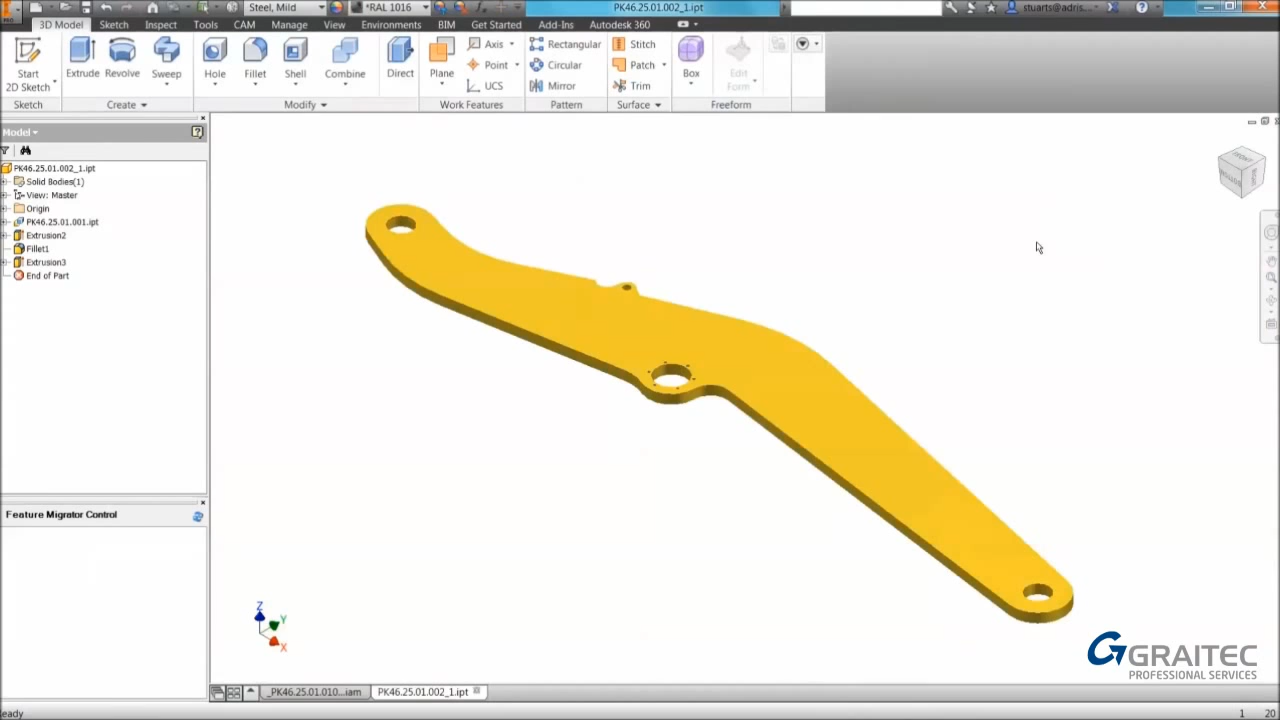 Steel, Mild *RAL 1016 PK46.25.01.002_1.ipt stuarts@adris...
3D Model Sketch Inspect Tools CAM Manage View Environments BIM Get Started Add-Ins Autodesk 360
Start 2D Sketch Extrude Revolve Sweep Hole Fillet Shell Combine Direct Plane Box Edit Form
Axis Rectangular Stitch
Point Circular Patch
UCS Mirror Trim
Sketch Create Modify Work Features Pattern Surface Freeform
Model
PK46.25.01.002_1.ipt
Solid Bodies(1)
View: Master
Origin
PK46.25.01.001.ipt
Extrusion2
Fillet1
Extrusion3
End of Part
FRONT
Feature Migrator Control
Z
Y
X
GRAITEC
PROFESSIONAL SERVICES
_PK46.25.01.010...iam PK46.25.01.002_1.ipt
eady 1 20